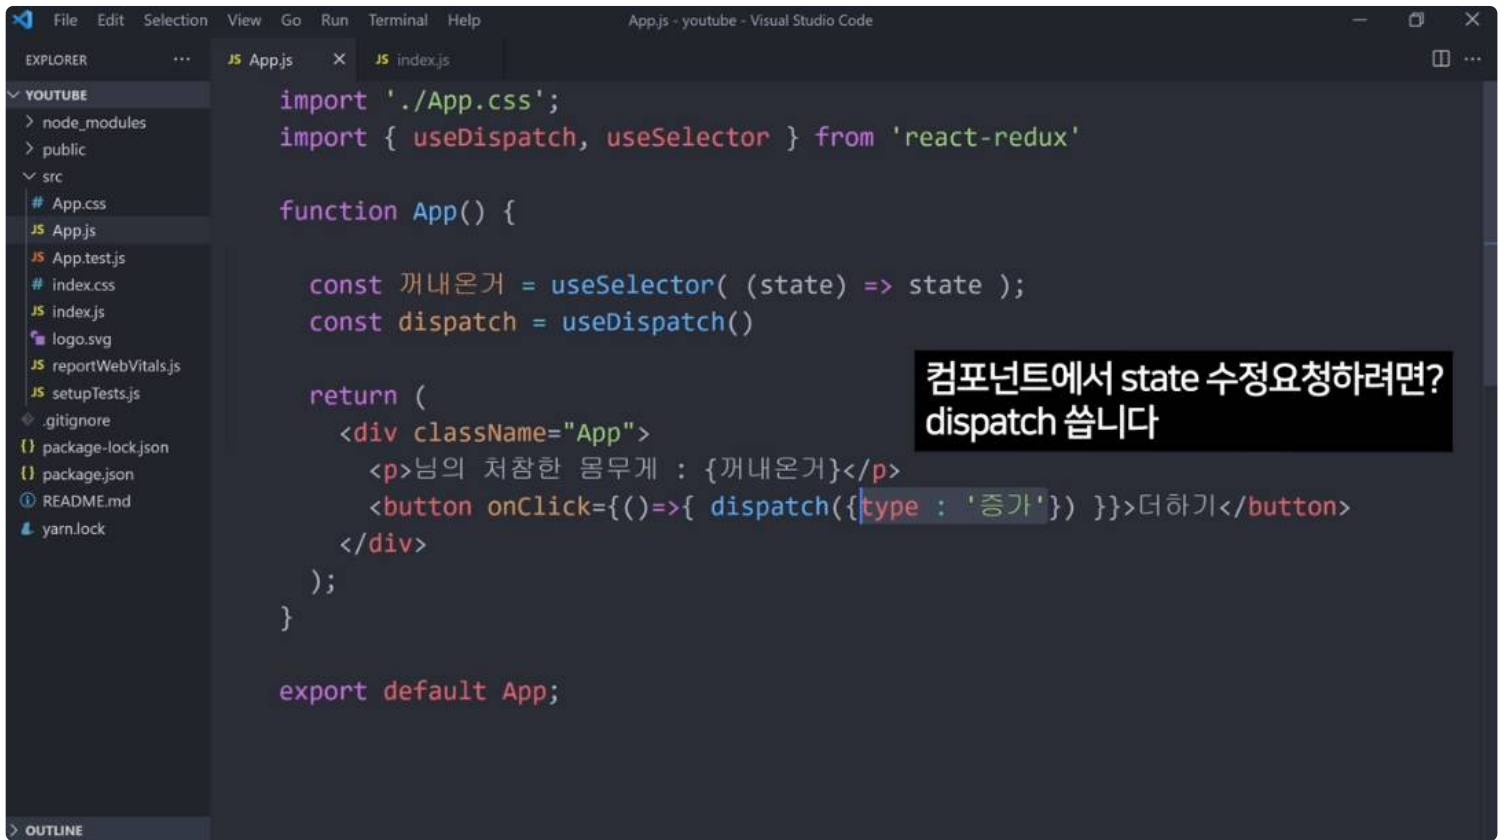 File Edit Selection View Go Run Terminal Help
App.js - youtube - Visual Studio Code
EXPLORER
JS App.js
JS index.js
YOUTUBE
node_modules
public
src
# App.css
JS App.js
JS App.test.js
# index.css
JS index.js
logo.svg
JS reportWebVitals.js
JS setupTests.js
.gitignore
{} package-lock.json
{} package.json
README.md
yarn.lock
OUTLINE
import './App.css';
import { useDispatch, useSelector } from 'react-redux'
function App() {
const 꺼내온거 = useSelector( (state) => state );
const dispatch = useDispatch()
return (
<div className="App">
<p>님의 처참한 몸무게 : {꺼내온거}</p>
<button onClick={()=>{ dispatch({type : '증가'}) }}>더하기</button>
</div>
);
}
export default App;
컴포넌트에서 state 수정요청하려면?
dispatch 씁니다